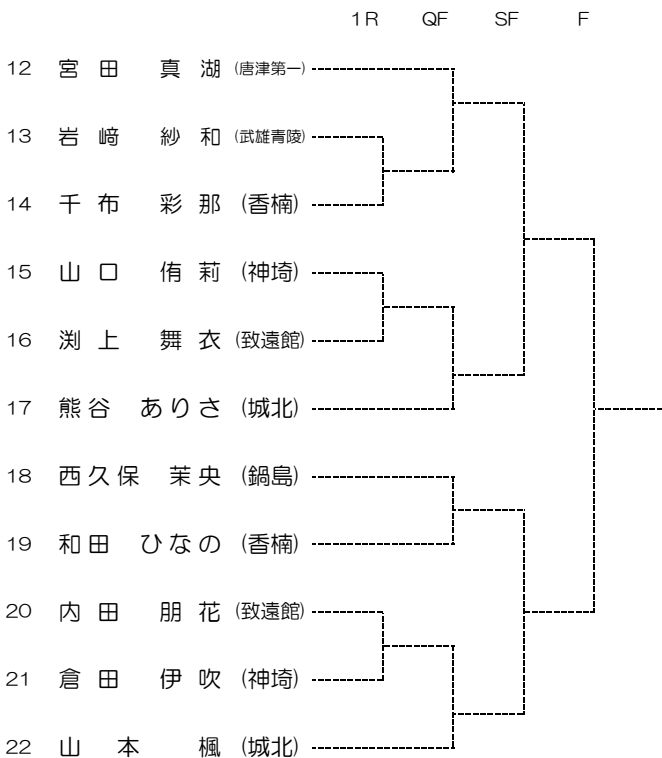 1R QF SF F
12 宮田 真湖 (唐津第一)
13 岩﨑 紗和 (武雄青陵)
14 千布 彩那 (香楠)
15 山口 侑莉 (神埼)
16 渕上 舞衣 (致遠館)
17 熊谷 ありさ (城北)
18 西久保 茉央 (鍋島)
19 和田 ひなの (香楠)
20 内田 朋花 (致遠館)
21 倉田 伊吹 (神埼)
22 山本 楓 (城北)